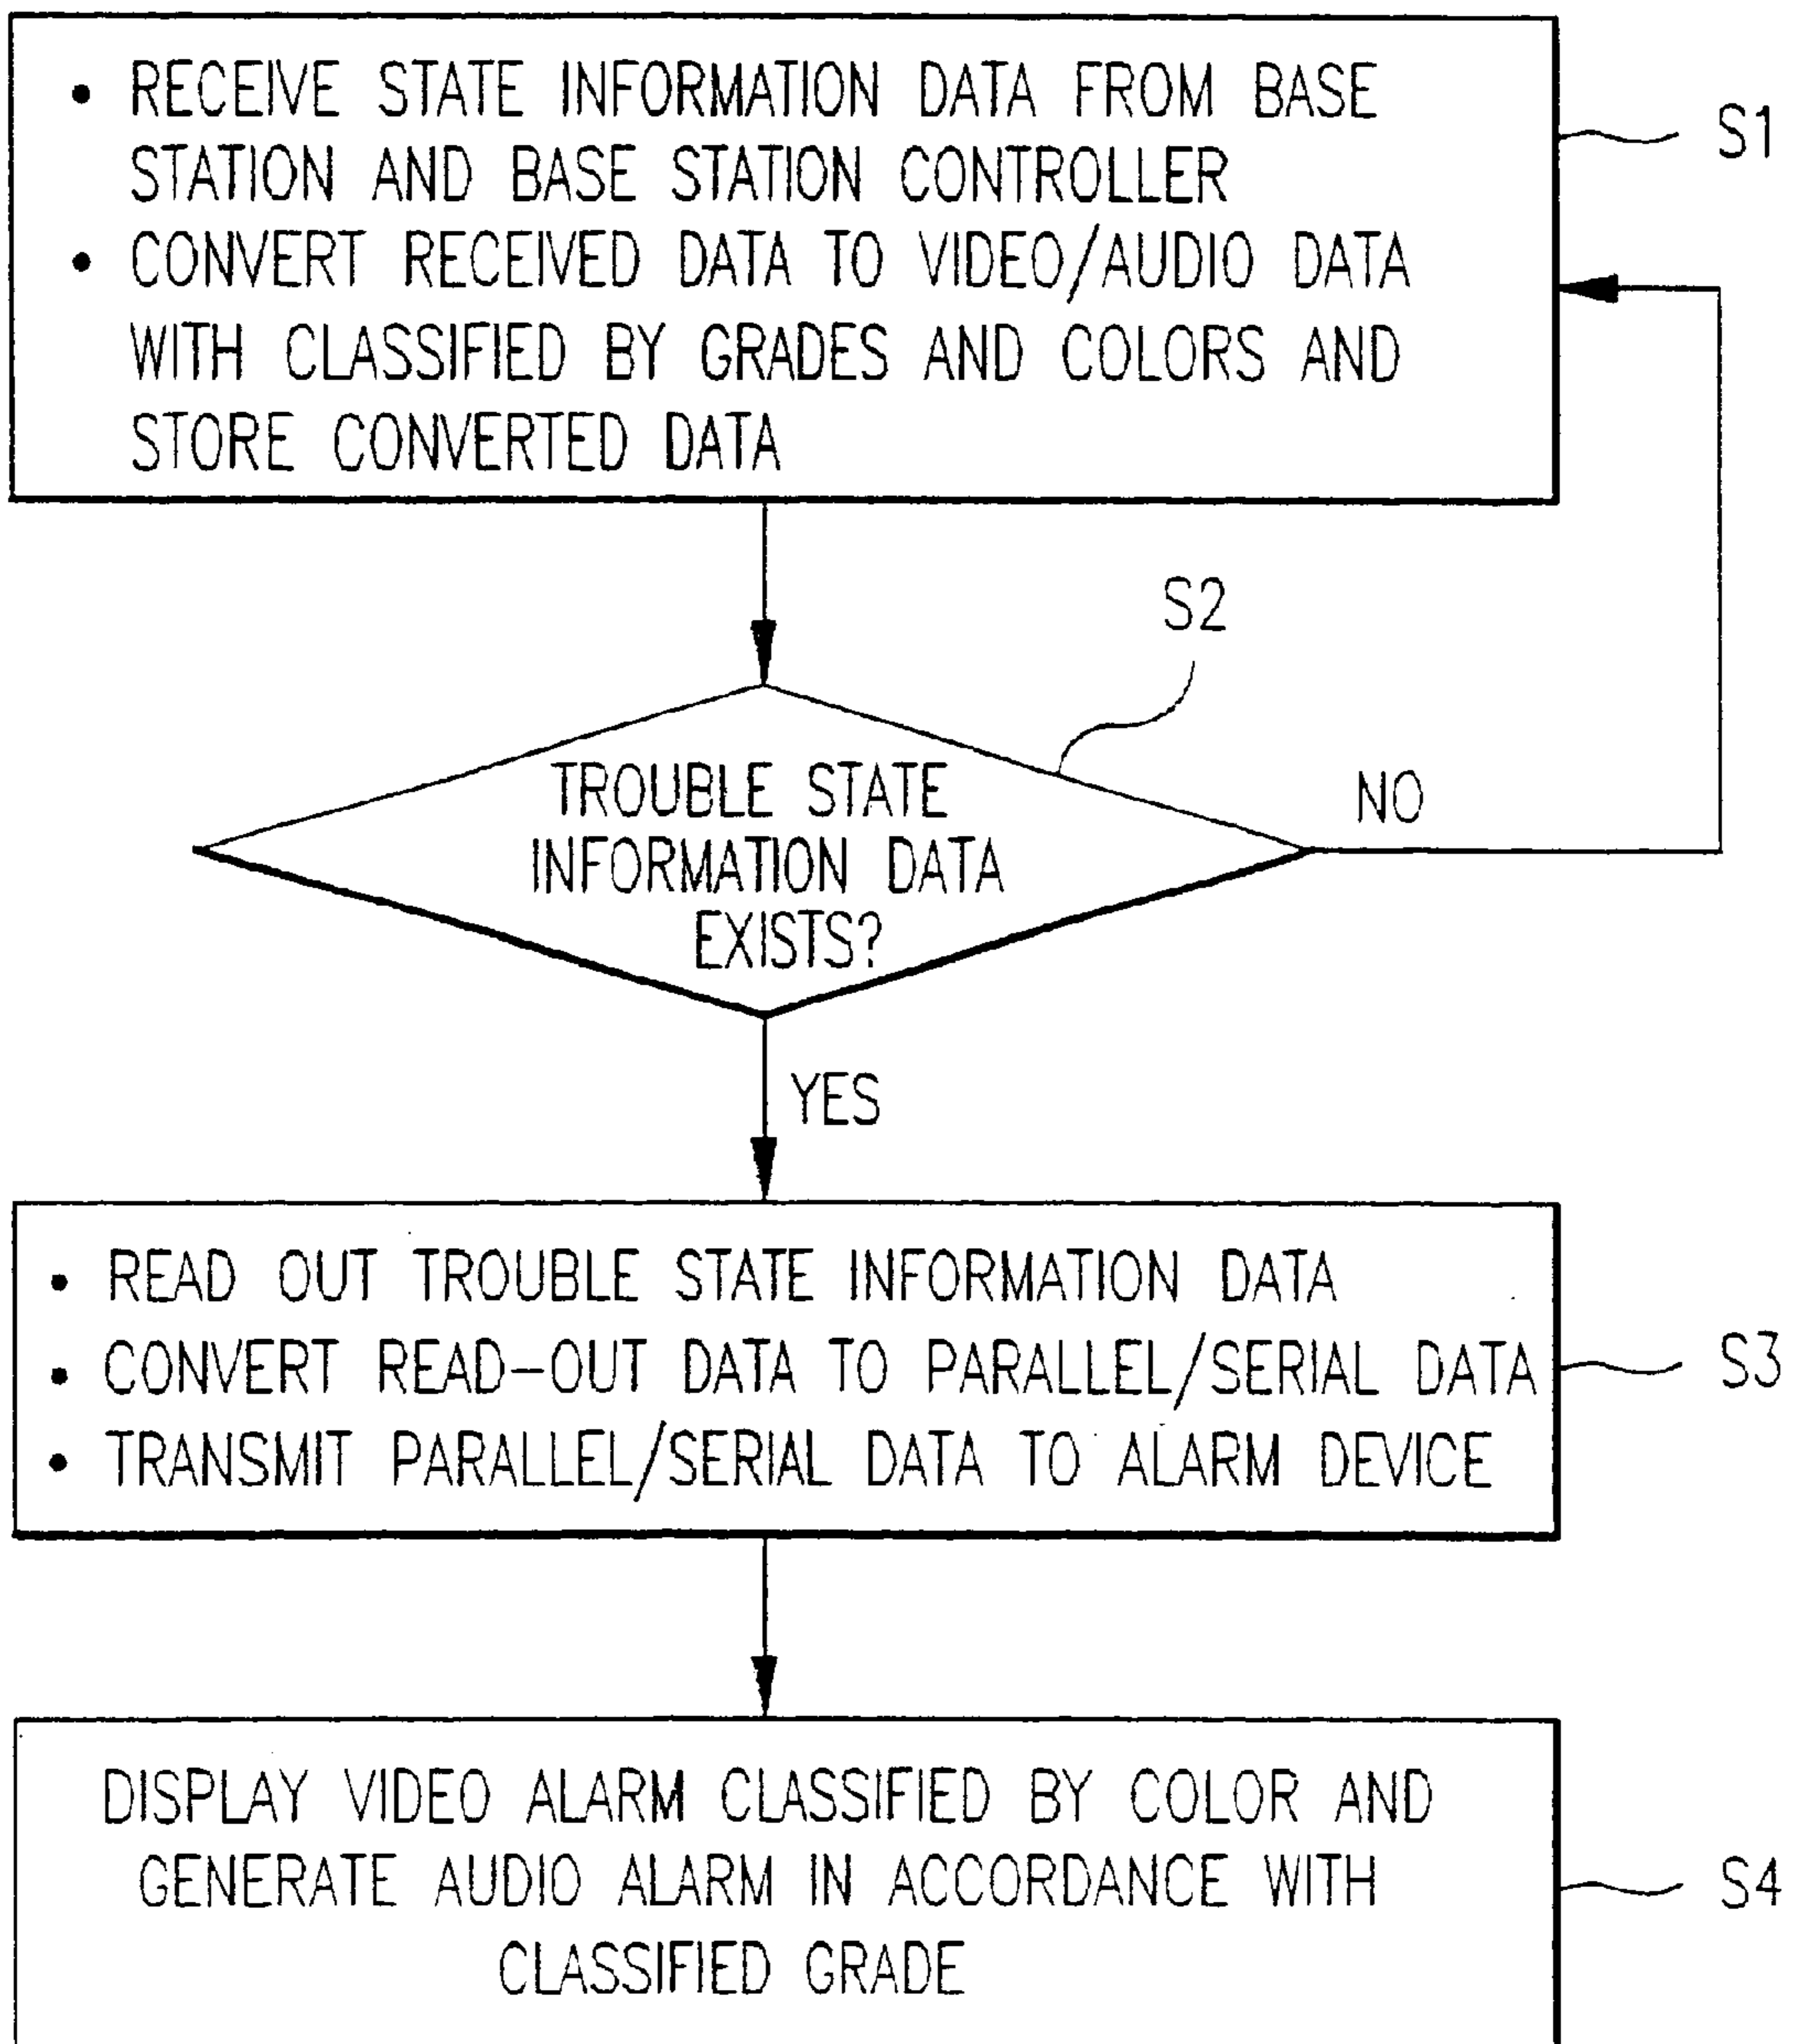 • RECEIVE STATE INFORMATION DATA FROM BASE
STATION AND BASE STATION CONTROLLER
• CONVERT RECEIVED DATA TO VIDEO/AUDIO DATA
WITH CLASSIFIED BY GRADES AND COLORS AND
STORE CONVERTED DATA
S1
S2
TROUBLE STATE
INFORMATION DATA
EXISTS?
NO
YES
• READ OUT TROUBLE STATE INFORMATION DATA
• CONVERT READ-OUT DATA TO PARALLEL/SERIAL DATA
• TRANSMIT PARALLEL/SERIAL DATA TO ALARM DEVICE
S3
DISPLAY VIDEO ALARM CLASSIFIED BY COLOR AND
GENERATE AUDIO ALARM IN ACCORDANCE WITH
CLASSIFIED GRADE
S4